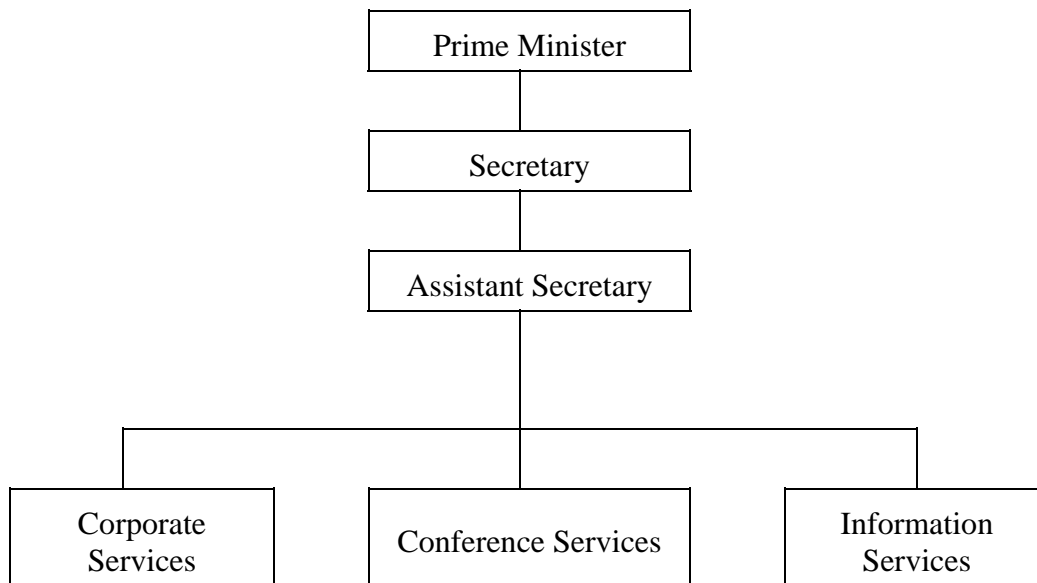 Prime Minister
Secretary
Assistant Secretary
Corporate
Services
Conference Services
Information
Services